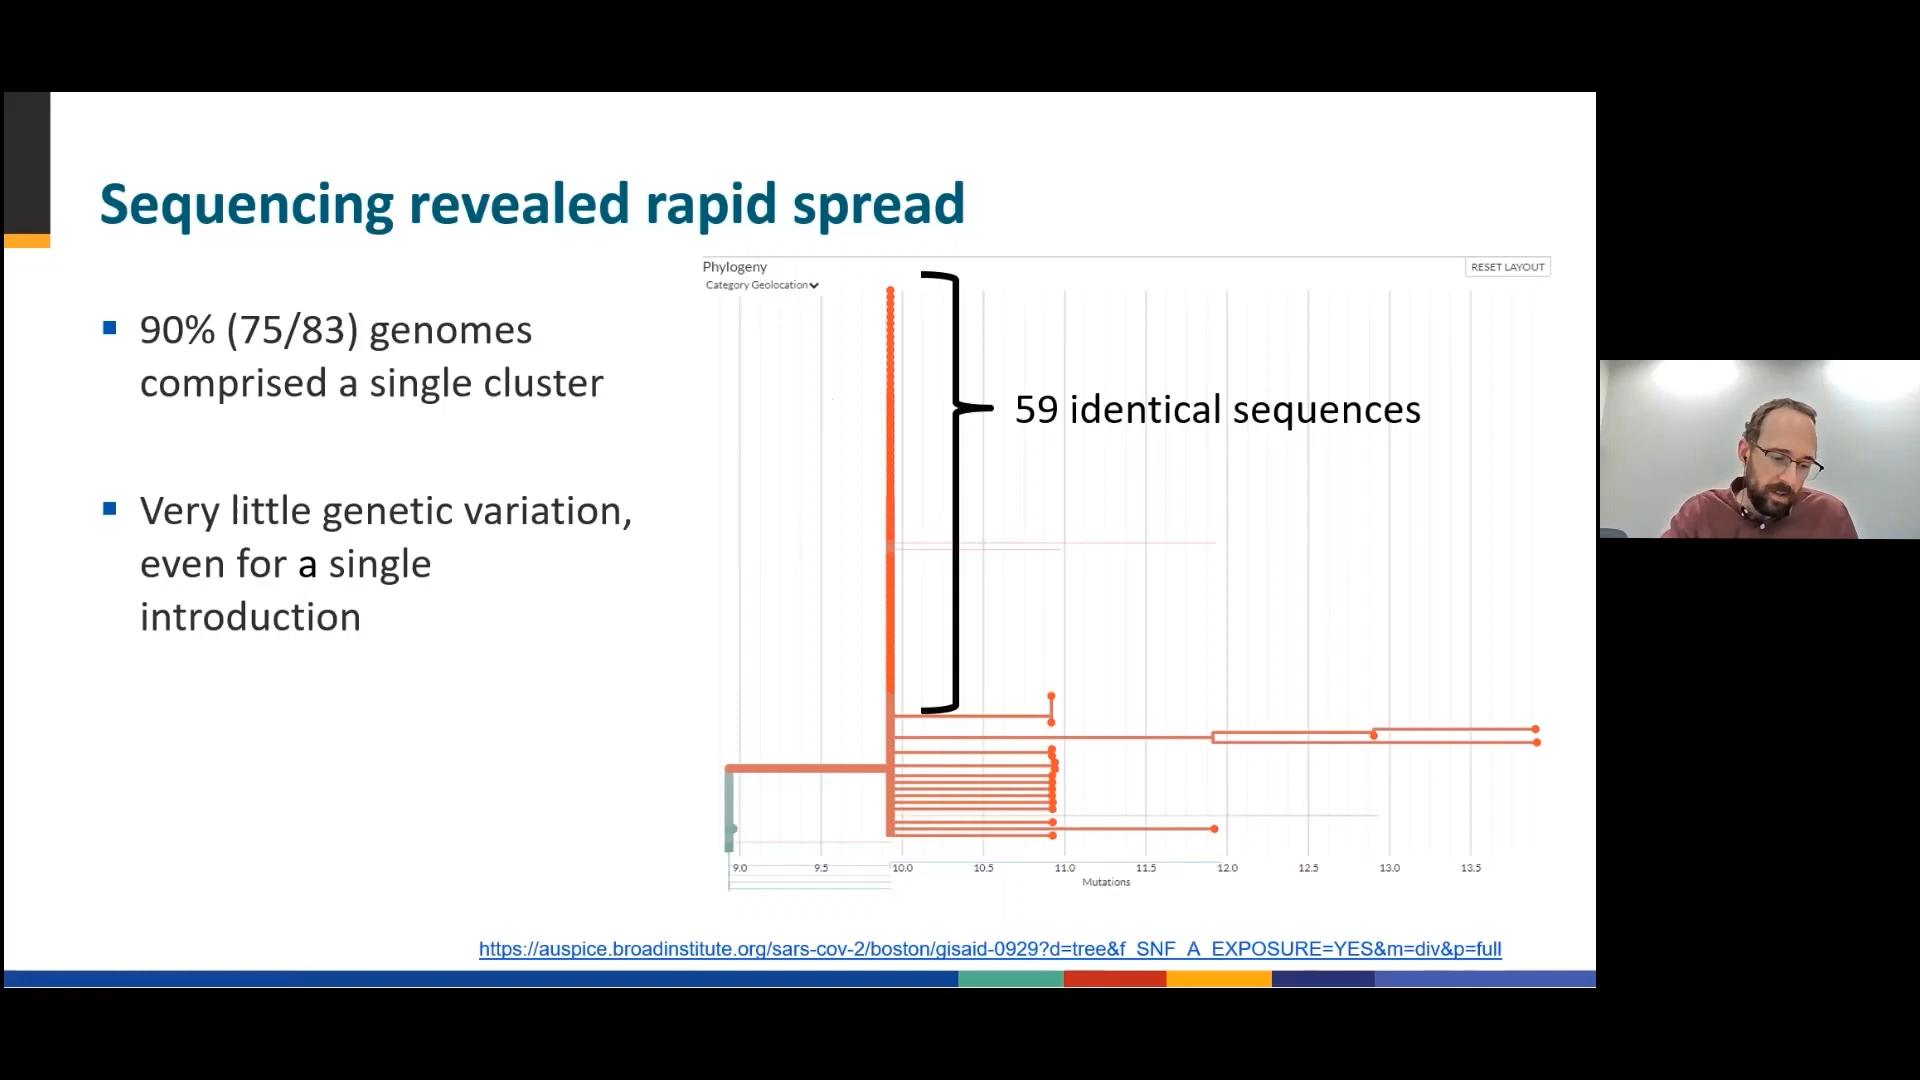 Sequencing revealed rapid spread
90% (75/83) genomes
comprised a single cluster
Very little genetic variation,
even for a single
introduction
Phylogeny
RESET LAYOUT
Category Geolocation
59 identical sequences
9.0 9.5 10.0 10.5 11.0 11.5 12.0 12.5 13.0 13.5
Mutations
https://auspice.broadinstitute.org/sars-cov-2/boston/gisaid-0929?d=tree&f_SNF_A_EXPOSURE=YES&m=div&p=full